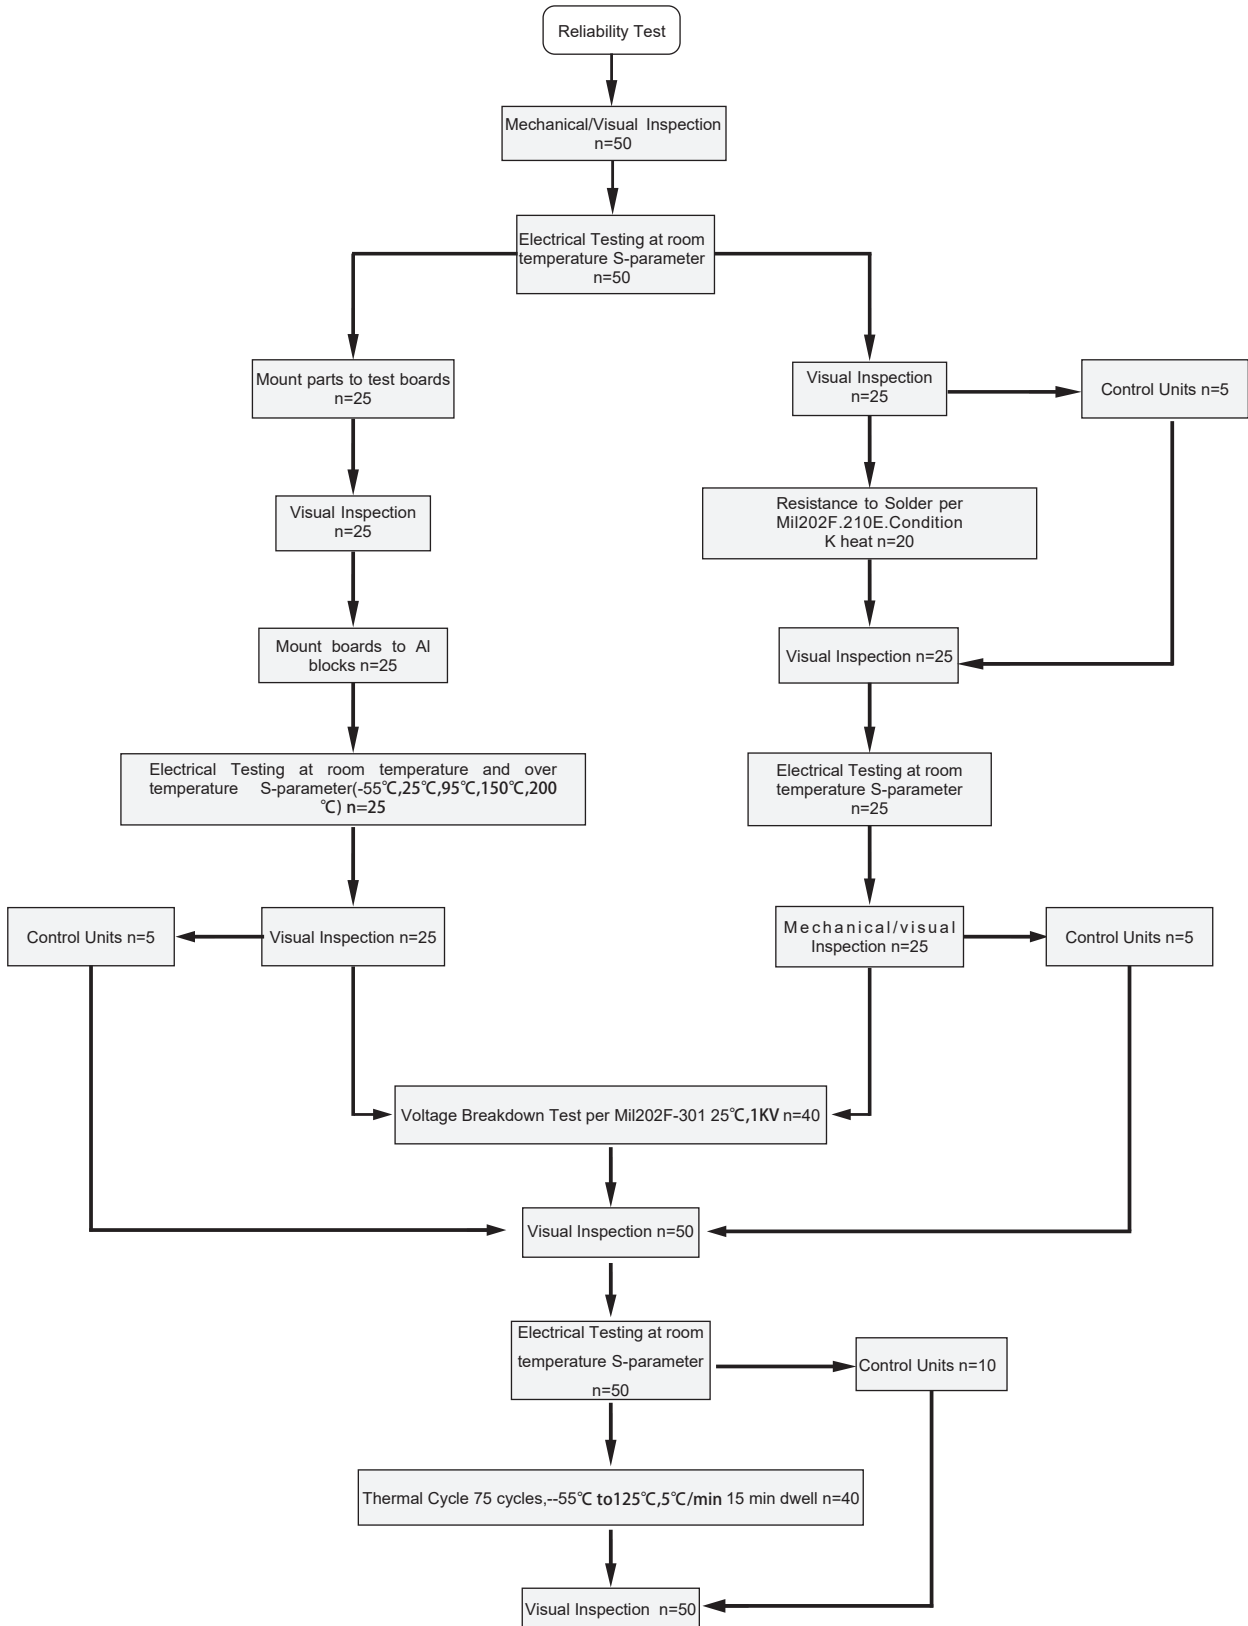 Reliability Test
Mechanical/Visual Inspection
n=50
Electrical Testing at room
temperature S-parameter
n=50
Mount parts to test boards
n=25
Visual Inspection
n=25
Control Units n=5
Visual Inspection
n=25
Resistance to Solder per
Mil202F.210E.Condition
K heat n=20
Mount boards to Al
blocks n=25
Visual Inspection n=25
Electrical Testing at room temperature and over
temperature S-parameter(-55℃,25℃,95℃,150℃,200
℃) n=25
Electrical Testing at room
temperature S-parameter
n=25
Control Units n=5
Visual Inspection n=25
Mechanical/visual
Inspection n=25
Control Units n=5
Voltage Breakdown Test per Mil202F-301 25℃,1KV n=40
Visual Inspection n=50
Electrical Testing at room
temperature S-parameter
n=50
Control Units n=10
Thermal Cycle 75 cycles,--55℃ to125℃,5℃/min 15 min dwell n=40
Visual Inspection n=50